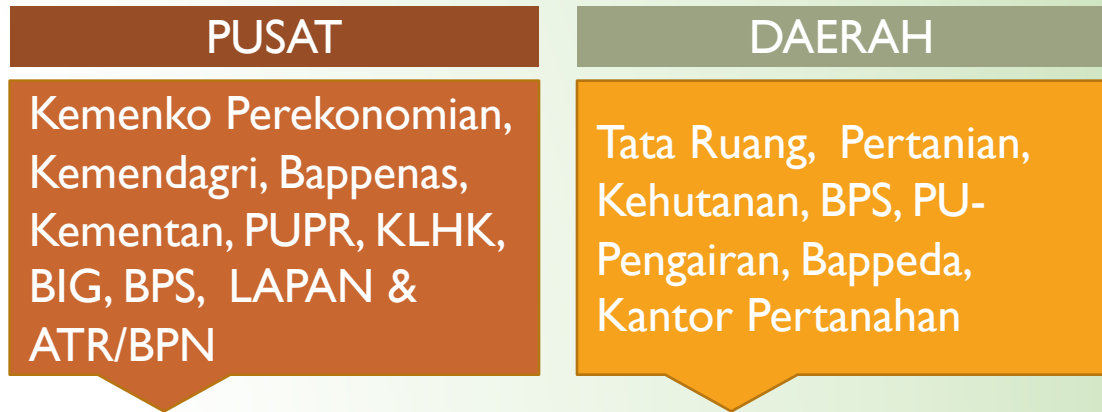 PUSAT
Kemenko Perekonomian,
Kemendagri, Bappenas,
Kementan, PUPR, KLHK,
BIG, BPS, LAPAN &
ATR/BPN
DAERAH
Tata Ruang, Pertanian,
Kehutanan, BPS, PU-
Pengairan, Bappeda,
Kantor Pertanahan